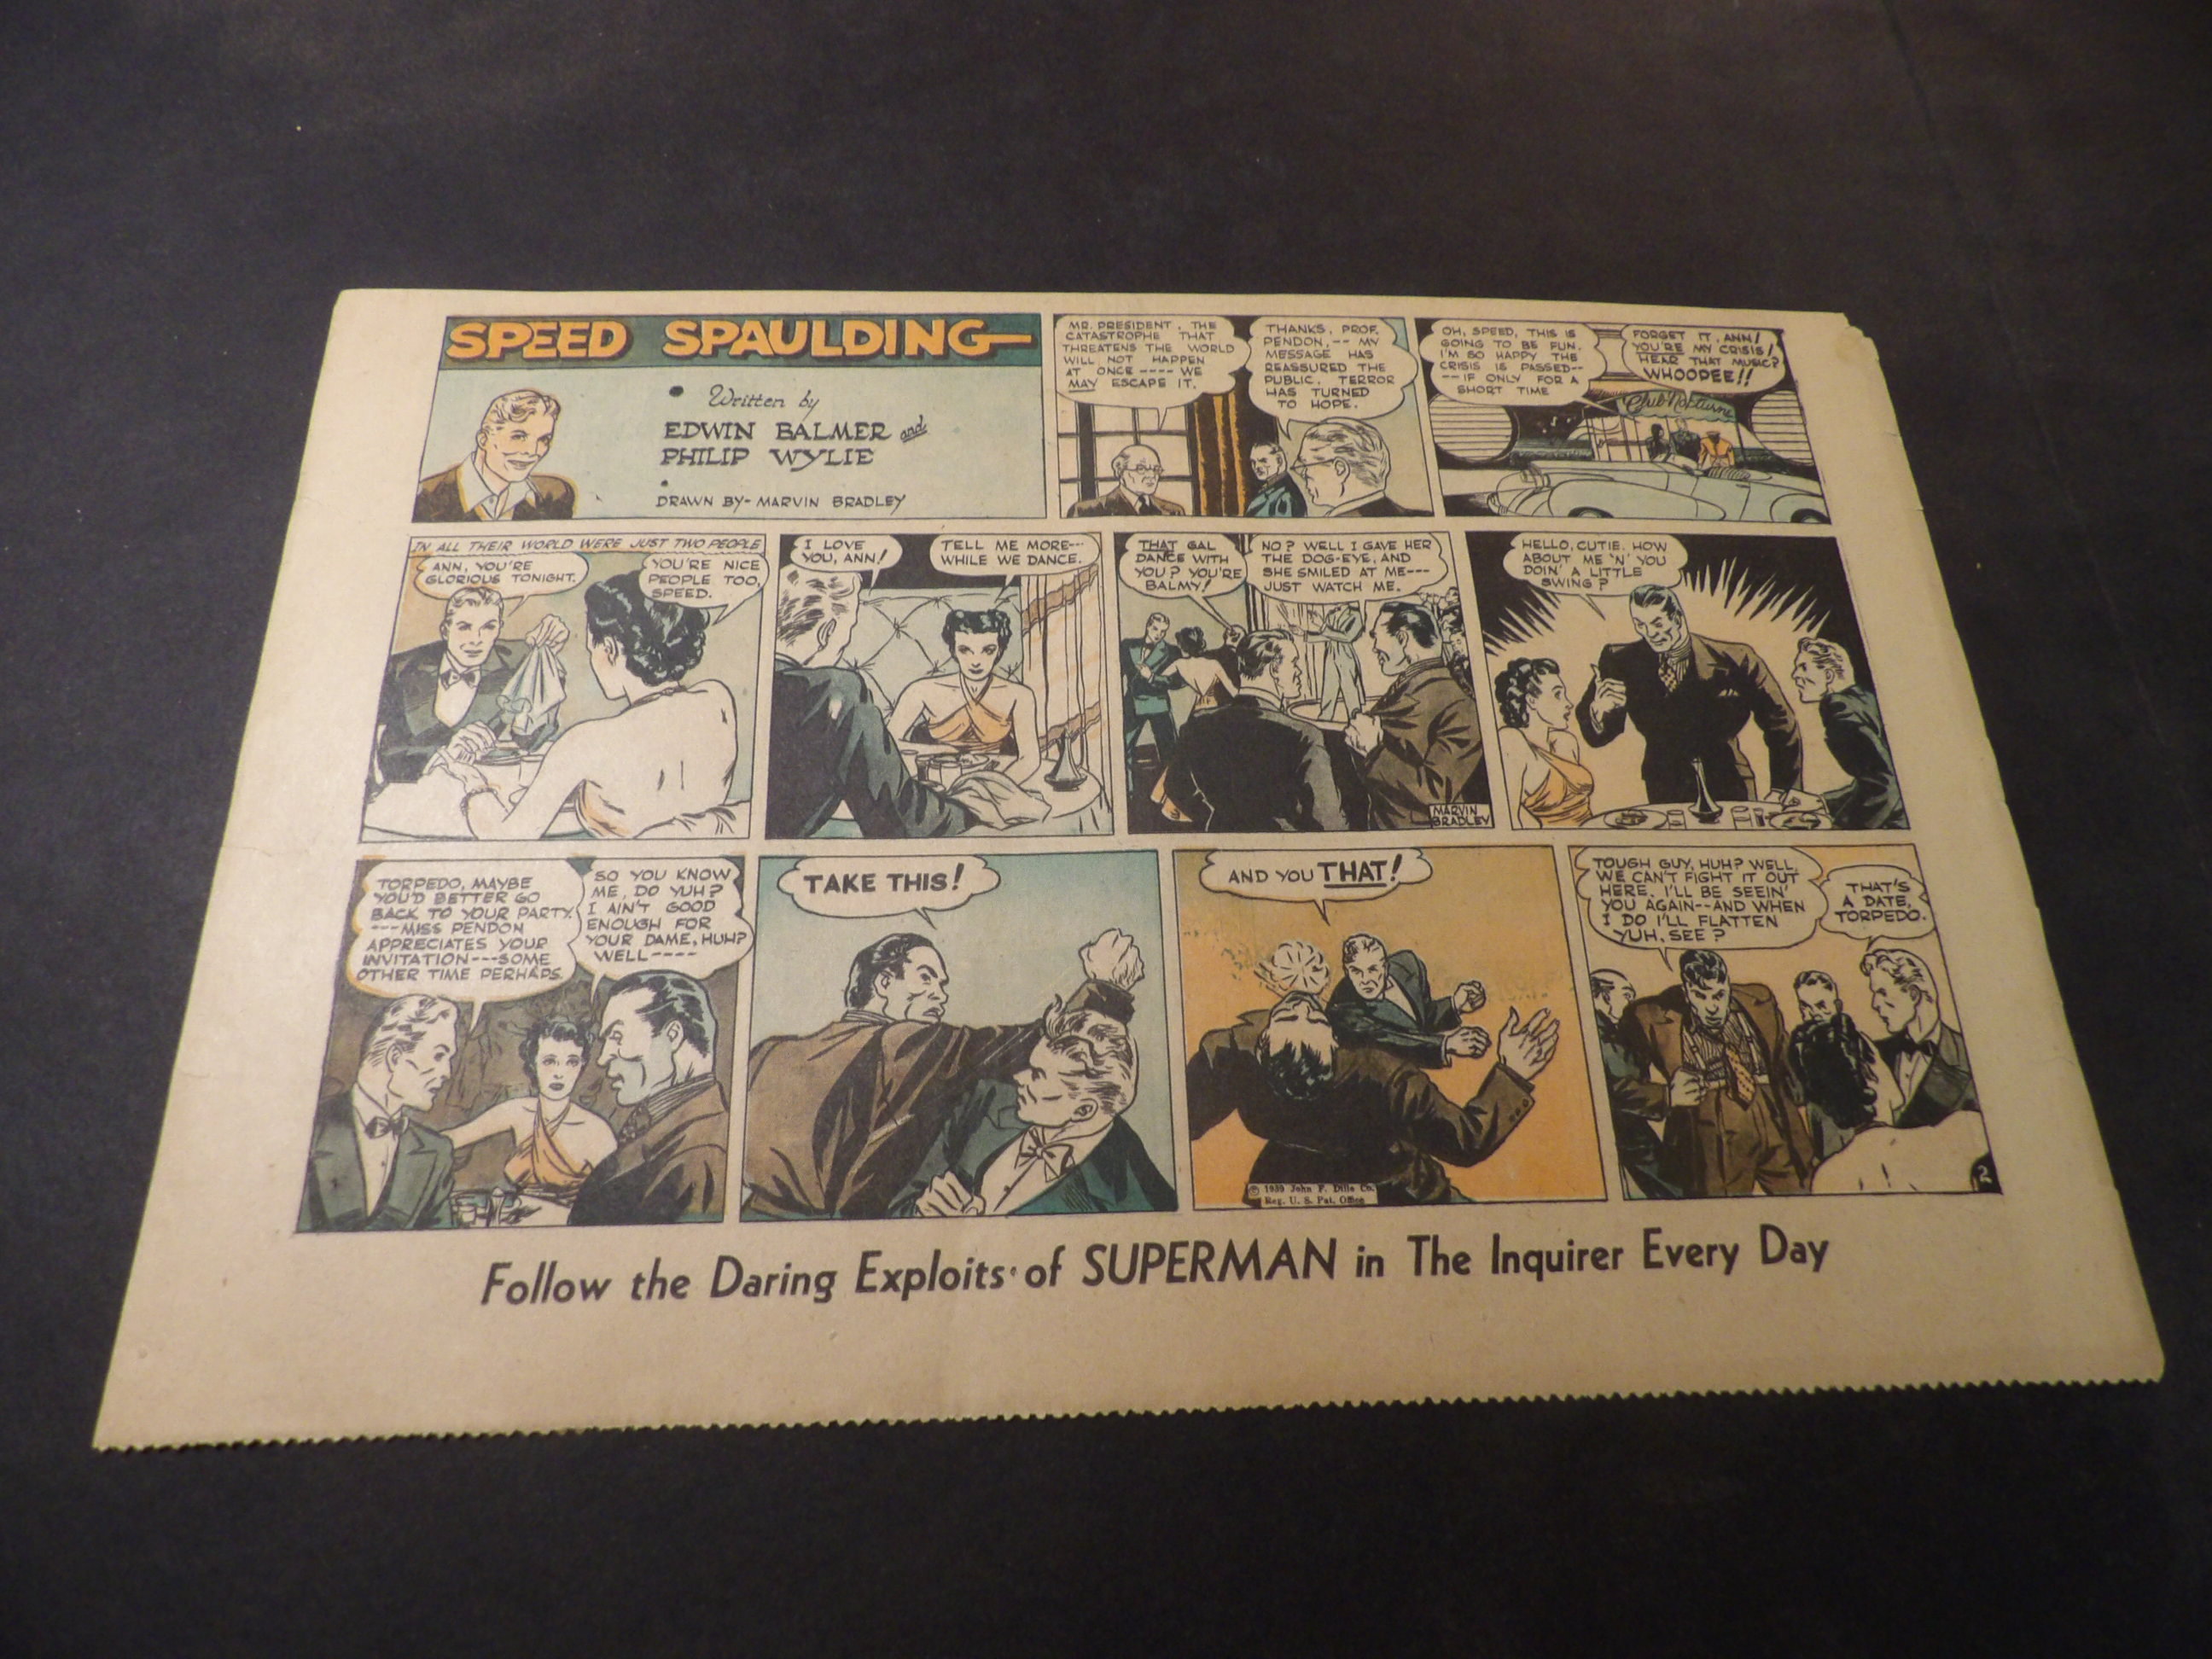 SPEED SPAULDING—
• Written by
EDWIN BALMER and
PHILIP WYLIE
DRAWN BY- MARVIN BRADLEY
MR. PRESIDENT, THE
CATASTROPHE THAT
THREATENS THE WORLD
WILL NOT HAPPEN
AT ONCE ---- WE
MAY ESCAPE IT.
THANKS, PROF.
PENDON, -- MY
MESSAGE HAS
REASSURED THE
PUBLIC. TERROR
HAS TURNED
TO HOPE.
OH, SPEED, THIS IS
GOING TO BE FUN.
I'M SO HAPPY THE
CRISIS IS PASSED--
-- IF ONLY FOR A
SHORT TIME
FORGET IT, ANN!
YOU'RE MY CRISIS!
HEAR THAT MUSIC?
WHOOPEE!!
Club Nocturne
IN ALL THEIR WORLD WERE JUST TWO PEOPLE
ANN, YOU'RE
GLORIOUS TONIGHT.
YOU'RE NICE
PEOPLE TOO,
SPEED.
I LOVE
YOU, ANN!
TELL ME MORE---
WHILE WE DANCE.
THAT GAL
DANCE WITH
YOU? YOU'RE
BALMY!
NO? WELL I GAVE HER
THE DOG-EYE, AND
SHE SMILED AT ME---
JUST WATCH ME.
MARVIN
BRADLEY
HELLO, CUTIE. HOW
ABOUT ME 'N' YOU
DOIN' A LITTLE
SWING?
TORPEDO, MAYBE
YOU'D BETTER GO
BACK TO YOUR PARTY.
---MISS PENDON
APPRECIATES YOUR
INVITATION---SOME
OTHER TIME PERHAPS.
SO YOU KNOW
ME, DO YUH?
I AIN'T GOOD
ENOUGH FOR
YOUR DAME, HUH?
WELL----
TAKE THIS!
AND YOU THAT!
© 1939 John F. Dille Co.
Reg. U. S. Pat. Office
TOUGH GUY, HUH? WELL,
WE CAN'T FIGHT IT OUT
HERE. I'LL BE SEEIN'
YOU AGAIN--AND WHEN
I DO I'LL FLATTEN
YUH, SEE?
THAT'S
A DATE,
TORPEDO.
2
Follow the Daring Exploits of SUPERMAN in The Inquirer Every Day